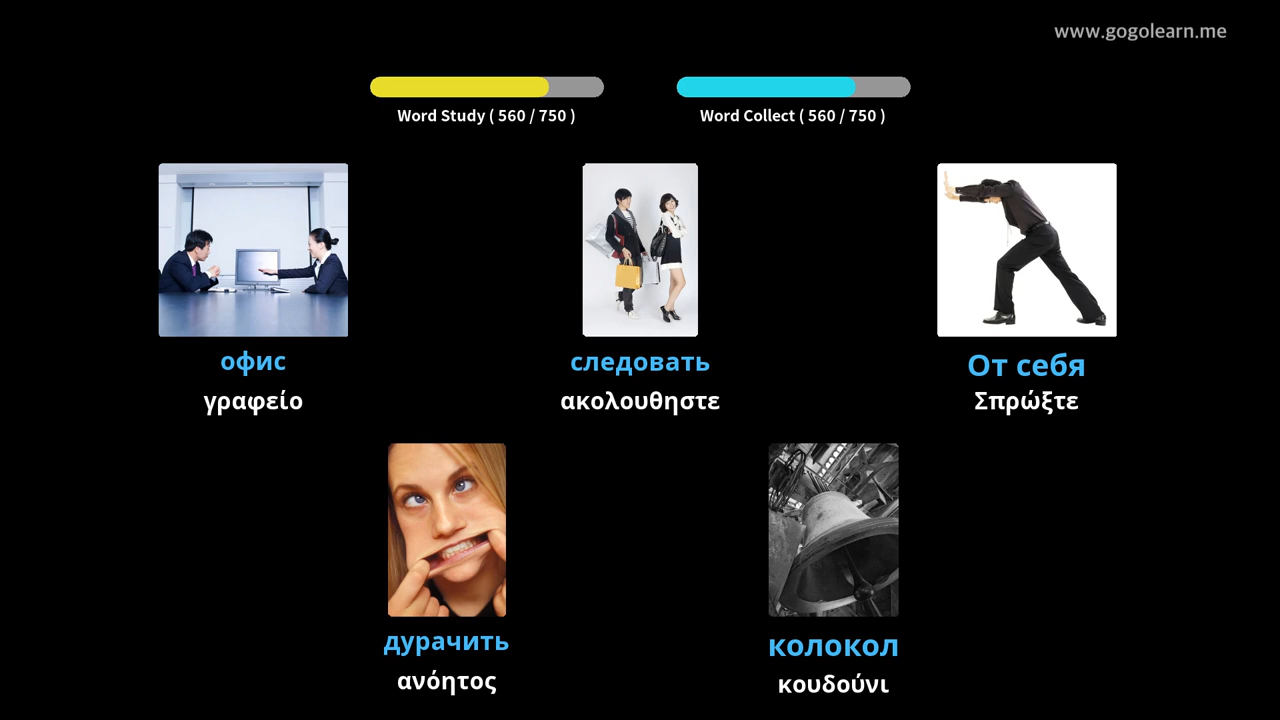 www.gogolearn.me
Word Study ( 560 / 750 )
Word Collect ( 560 / 750 )
офис
γραφείο
следовать
ακολουθηστε
От себя
Σπρώξτε
дурачить
ανόητος
колокол
κουδούνι